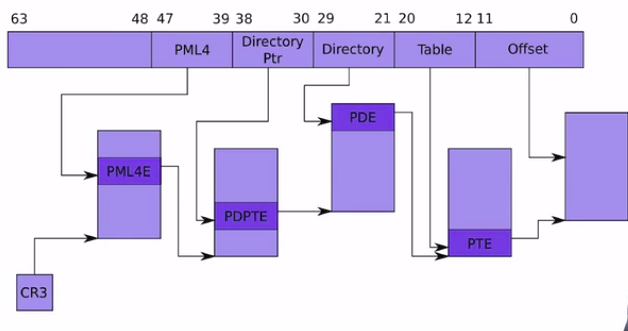 63 48 47 39 38 30 29 21 20 12 11 0
PML4
Directory
Ptr
Directory
Table
Offset
PDE
PML4E
PDPTE
PTE
CR3